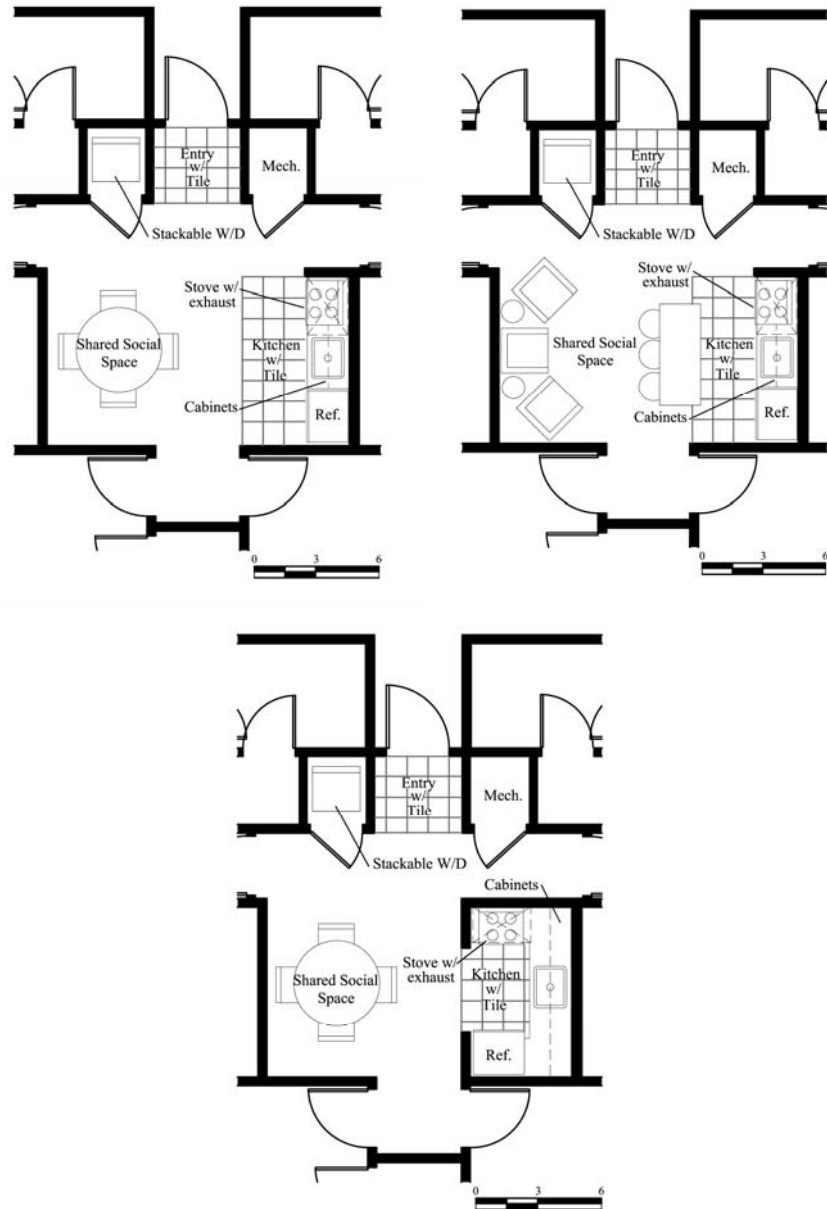 Entry
w/
Tile
Mech.
Stackable W/D
Stove w/
exhaust
Shared Social
Space
Kitchen
w/
Tile
Cabinets
Ref.
0 3 6
Entry
w/
Tile
Mech.
Stackable W/D
Stove w/
exhaust
Shared Social
Space
Kitchen
w/
Tile
Cabinets
Ref.
0 3 6
Entry
w/
Tile
Mech.
Stackable W/D
Cabinets
Stove w/
exhaust
Shared Social
Space
Kitchen
w/
Tile
Ref.
0 3 6